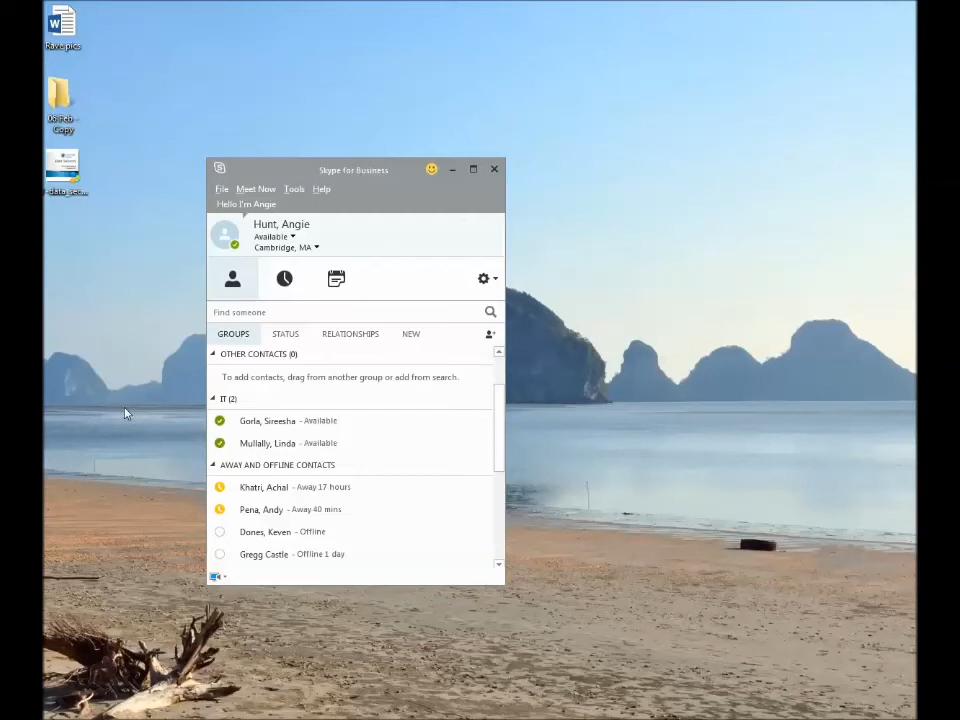 Rave pics
06 Feb - Copy
Skype for Business
File Meet Now Tools Help
Hello I'm Angie
Hunt, Angie
Available
Cambridge, MA
Find someone
GROUPS STATUS RELATIONSHIPS NEW
OTHER CONTACTS (0)
To add contacts, drag from another group or add from search.
IT (2)
Gorla, Sireesha - Available
Mullally, Linda - Available
AWAY AND OFFLINE CONTACTS
Khatri, Achal - Away 17 hours
Pena, Andy - Away 40 mins
Dones, Keven - Offline
Gregg Castle - Offline 1 day